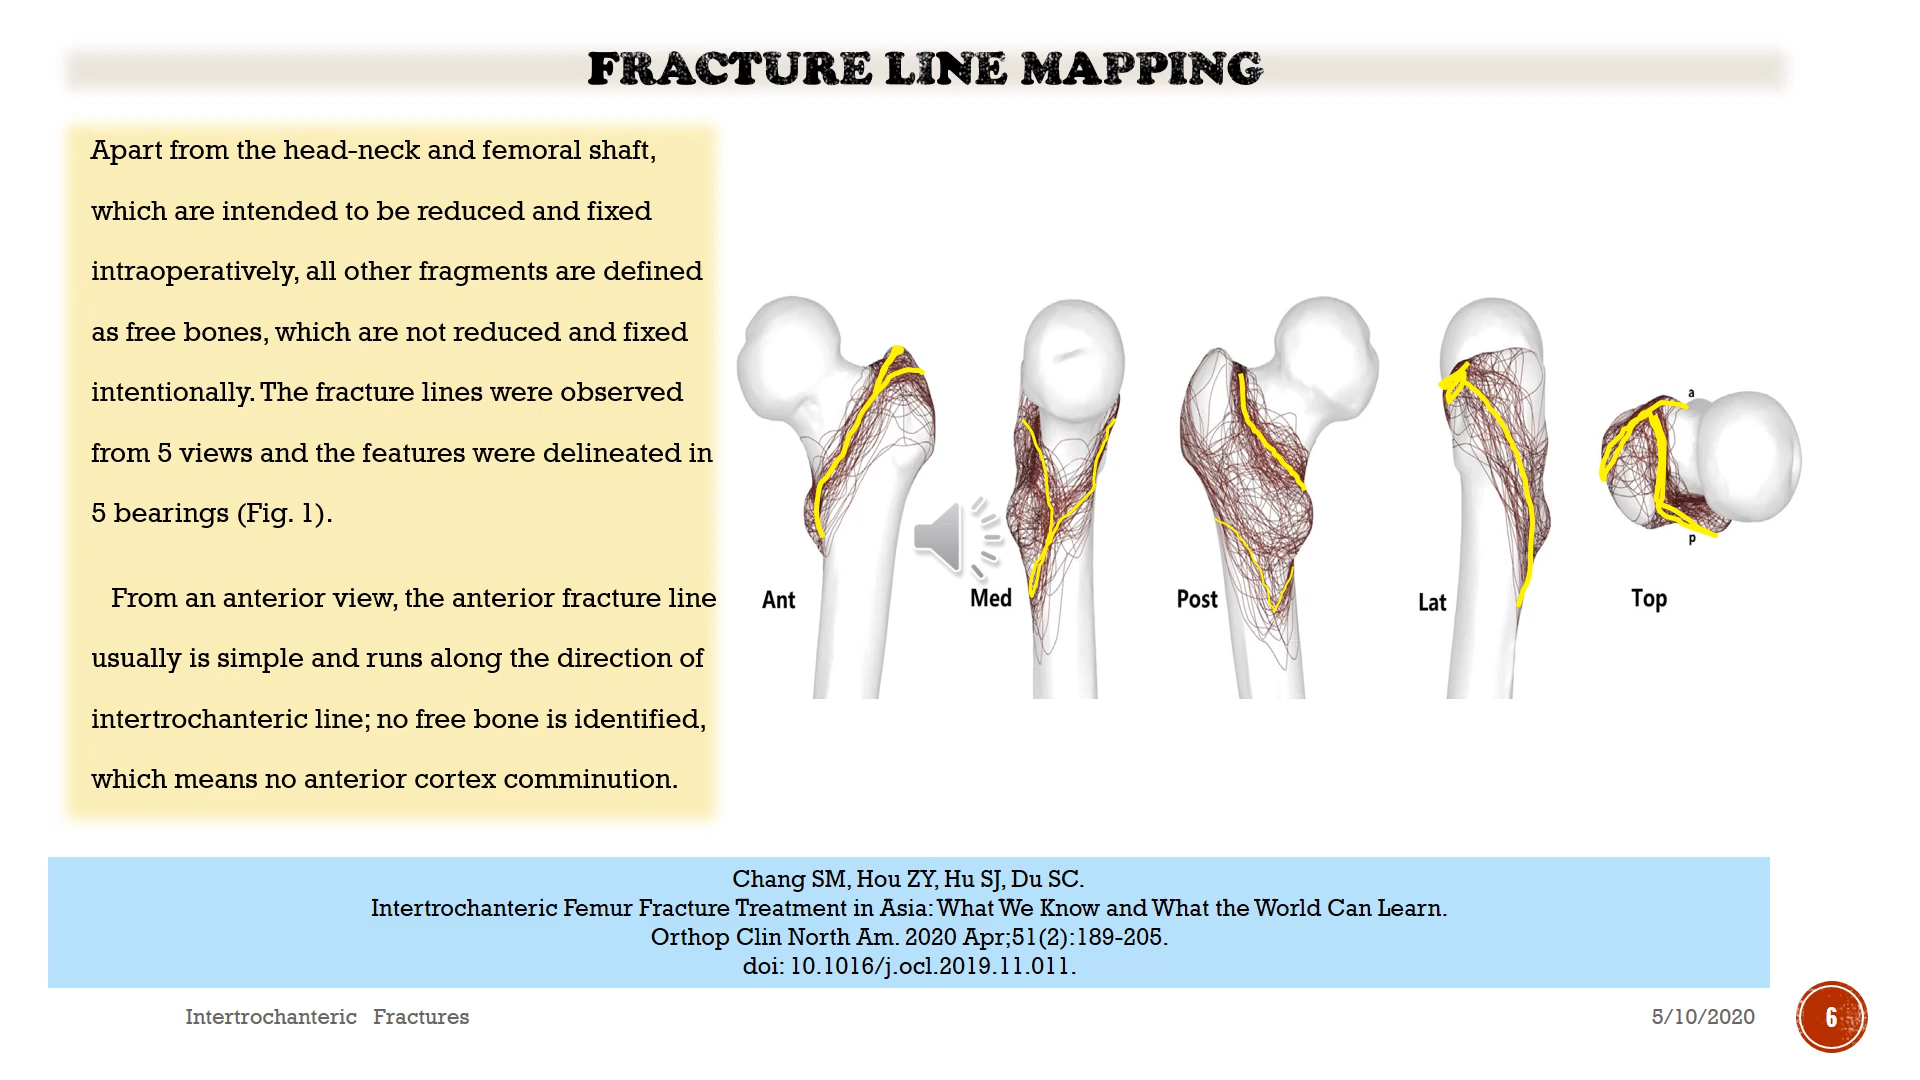 FRACTURE LINE MAPPING
Apart from the head-neck and femoral shaft,
which are intended to be reduced and fixed
intraoperatively, all other fragments are defined
as free bones, which are not reduced and fixed
intentionally. The fracture lines were observed
from 5 views and the features were delineated in
5 bearings (Fig. 1).
From an anterior view, the anterior fracture line
usually is simple and runs along the direction of
intertrochanteric line; no free bone is identified,
which means no anterior cortex comminution.
a
p
Ant
Med
Post
Lat
Top
Chang SM, Hou ZY, Hu SJ, Du SC.
Intertrochanteric Femur Fracture Treatment in Asia: What We Know and What the World Can Learn.
Orthop Clin North Am. 2020 Apr;51(2):189-205.
doi: 10.1016/j.ocl.2019.11.011.
Intertrochanteric Fractures
5/10/2020
6